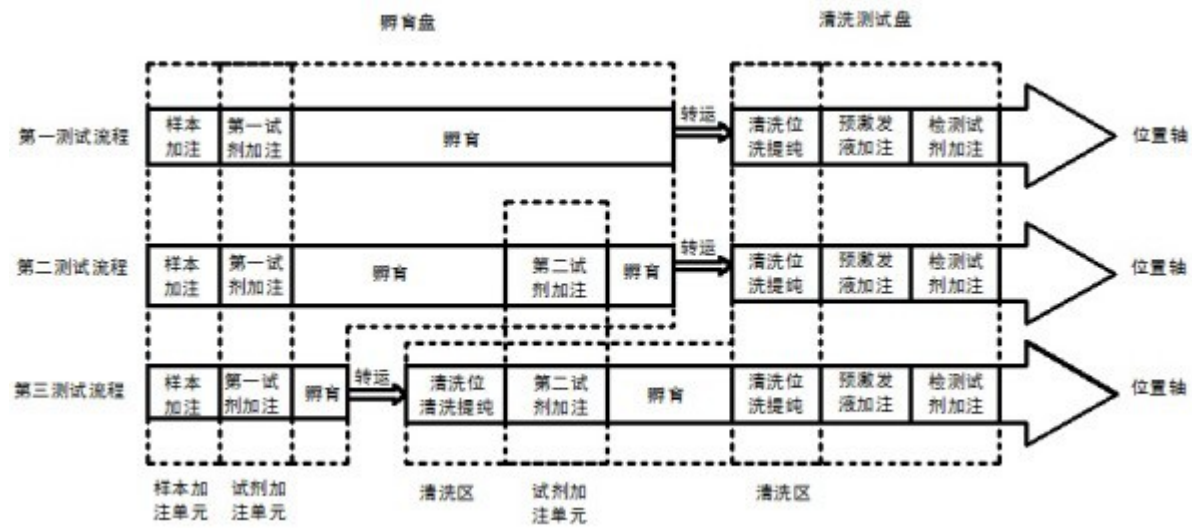 孵育盘
清洗测试盘
第一测试流程
样本
加注
第一试
剂加注
孵育
转运
清洗位
洗提纯
预激发
液加注
检测试
剂加注
位置轴
第二测试流程
样本
加注
第一试
剂加注
孵育
第二试
剂加注
孵育
转运
清洗位
洗提纯
预激发
液加注
检测试
剂加注
位置轴
第三测试流程
样本
加注
第一试
剂加注
孵育
转运
清洗位
清洗提纯
第二试
剂加注
孵育
清洗位
洗提纯
预激发
液加注
检测试
剂加注
位置轴
样本加
注单元
试剂加
注单元
清洗区
试剂加
注单元
清洗区